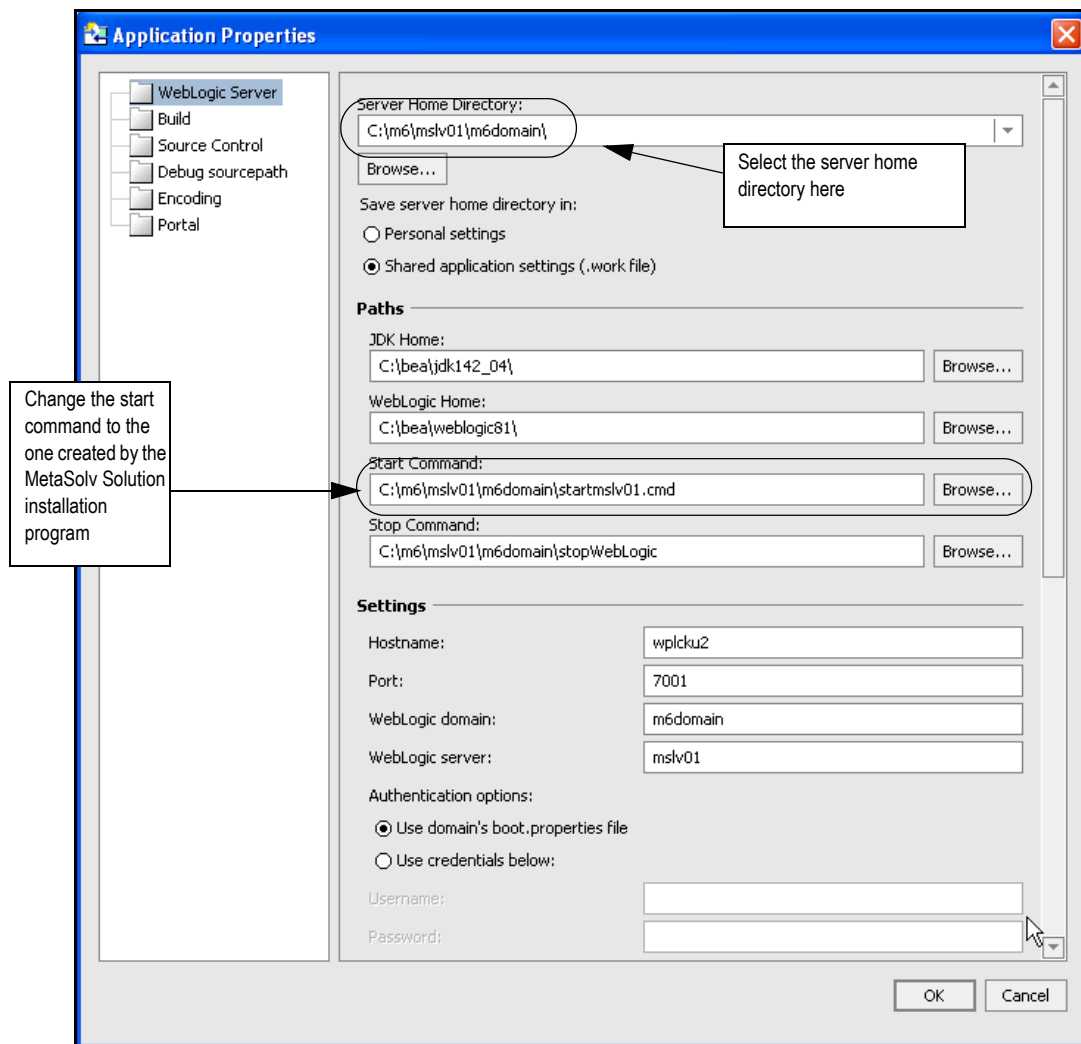 Application Properties
WebLogic Server
Build
Source Control
Debug sourcepath
Encoding
Portal
Server Home Directory:
C:\m6\mslv01\m6domain\
Browse...
Select the server home
directory here
Save server home directory in:
Personal settings
Shared application settings (.work file)
Paths
JDK Home:
C:\bea\jdk142_04\
Browse...
WebLogic Home:
C:\bea\weblogic81\
Browse...
Change the start
command to the
one created by the
MetaSolv Solution
installation
program
Start Command:
C:\m6\mslv01\m6domain\startmslv01.cmd
Browse...
Stop Command:
C:\m6\mslv01\m6domain\stopWebLogic
Browse...
Settings
Hostname:
wplcku2
Port:
7001
WebLogic domain:
m6domain
WebLogic server:
mslv01
Authentication options:
Use domain's boot.properties file
Use credentials below:
Username:
Password:
OK
Cancel